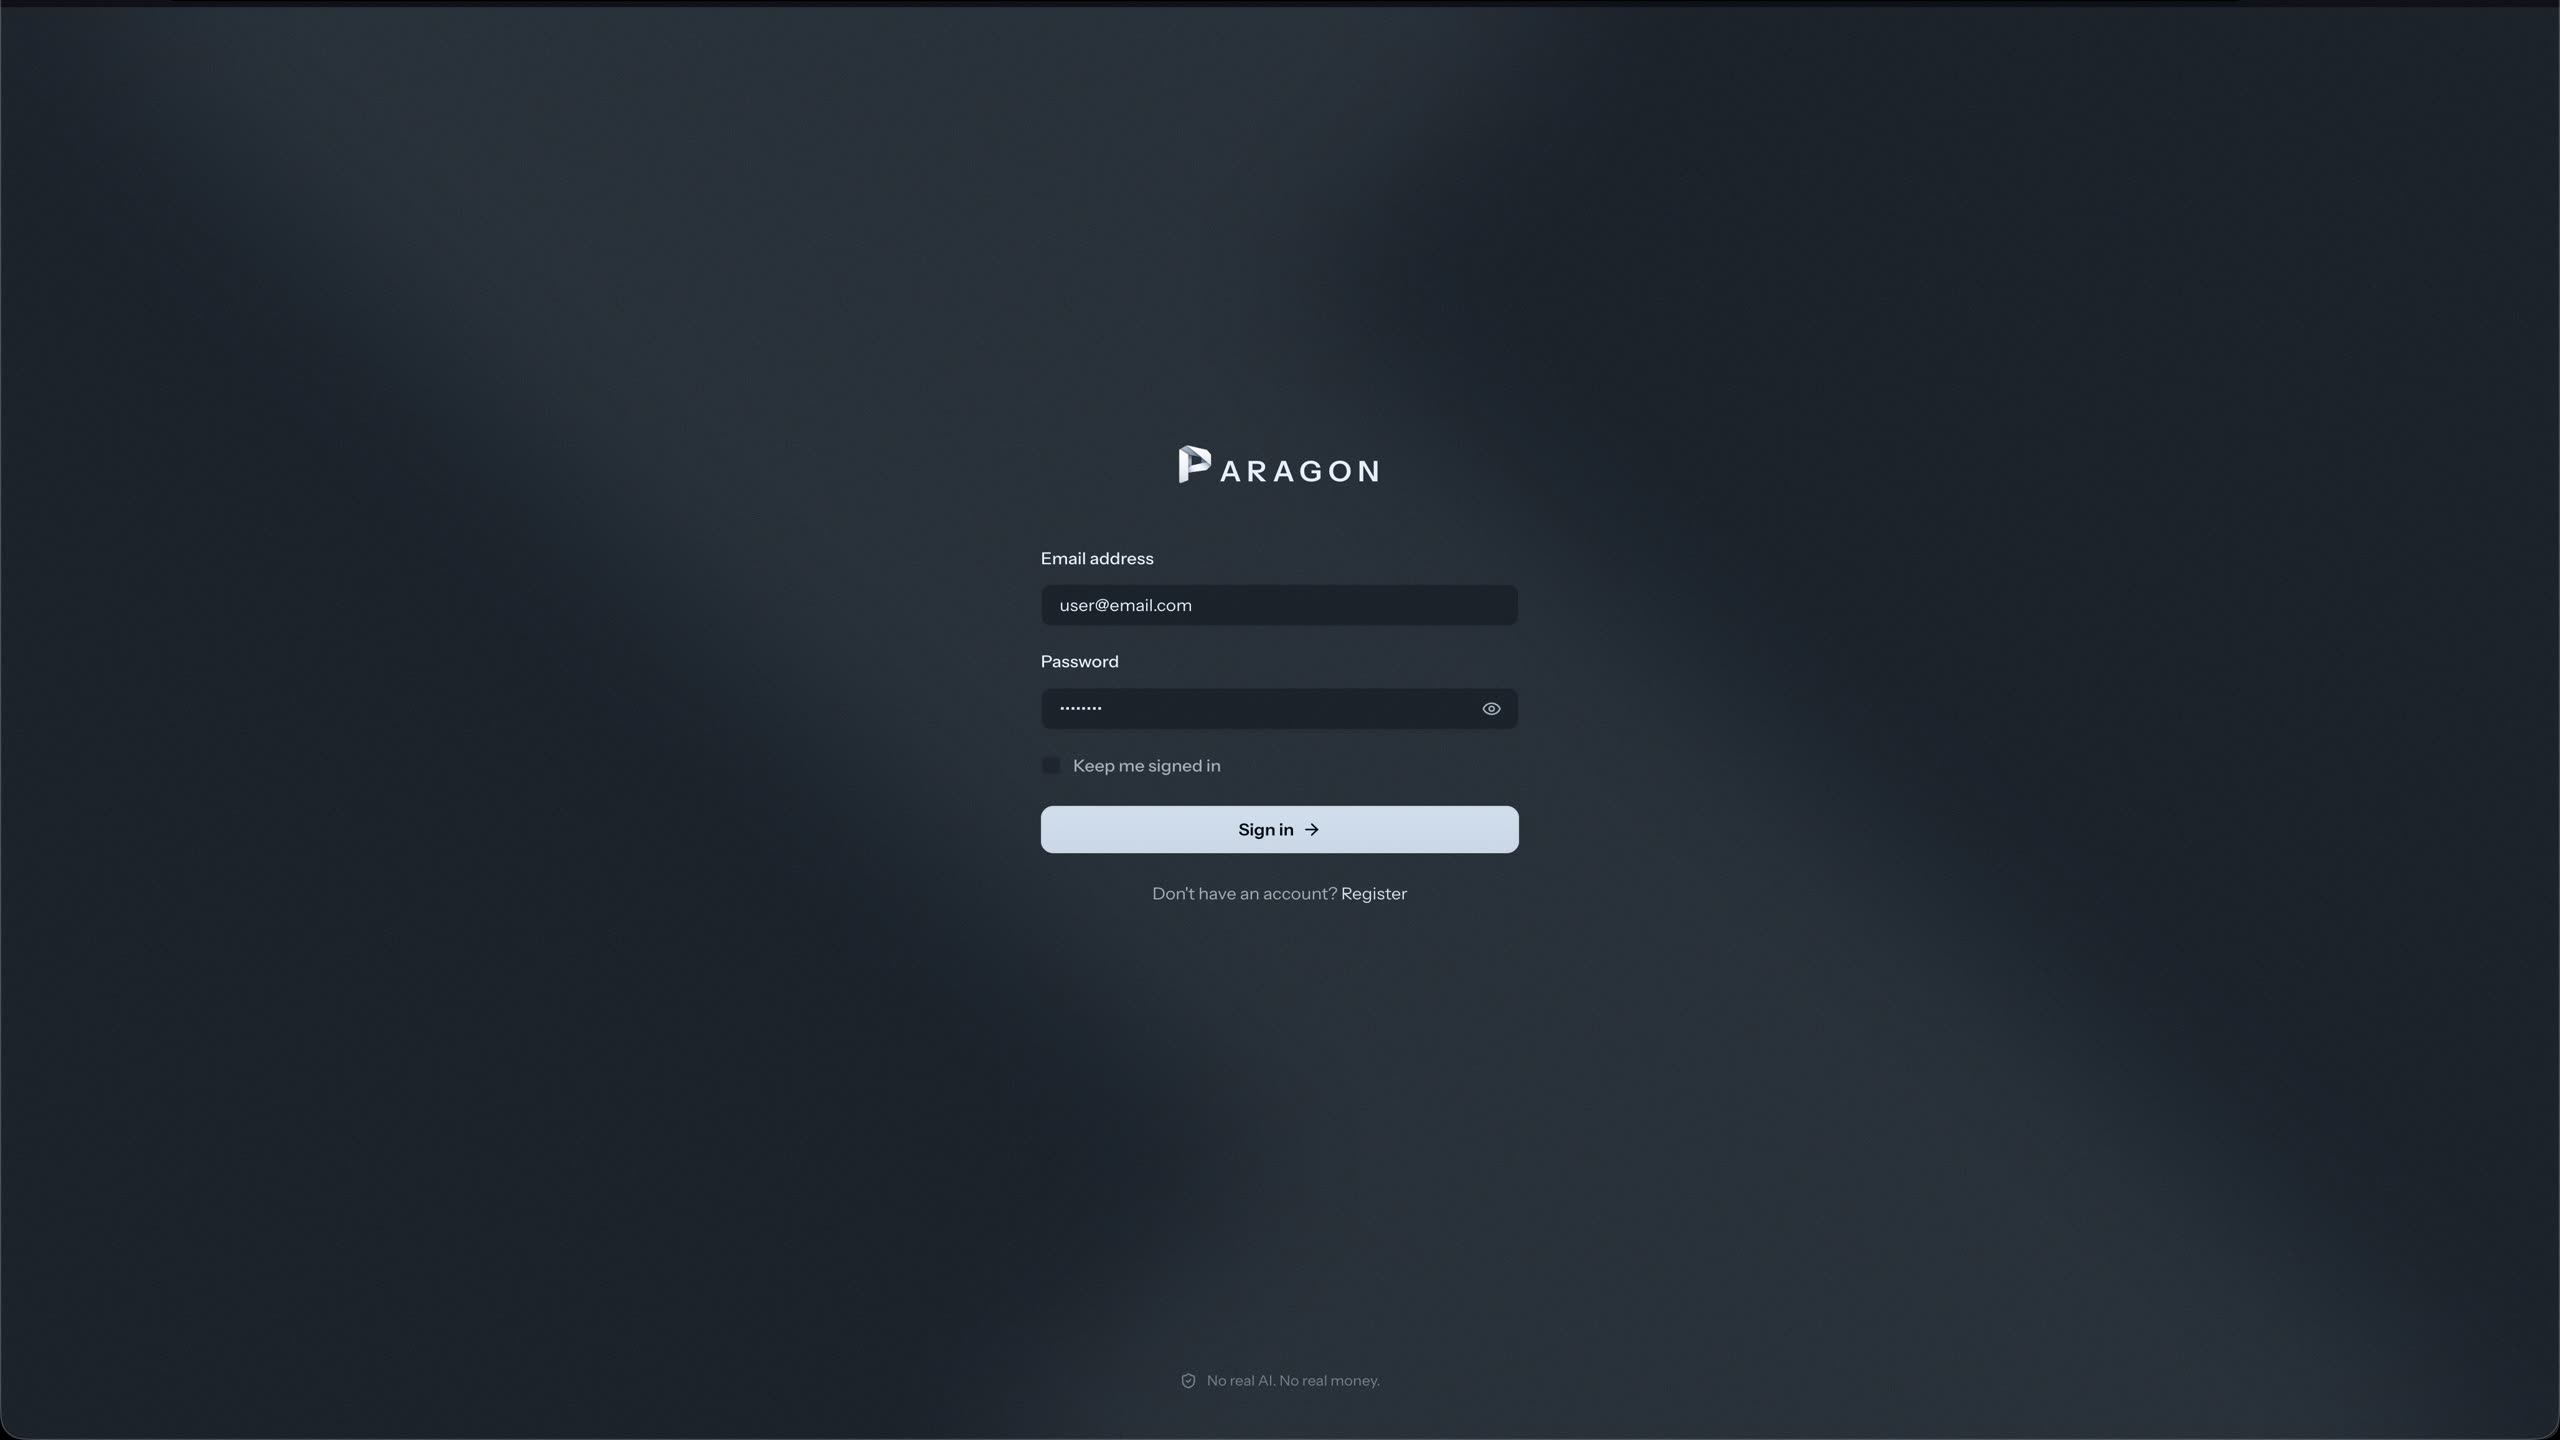 PARAGON
Email address
user@email.com
Password
••••••••
Keep me signed in
Sign in →
Don't have an account? Register
No real AI. No real money.